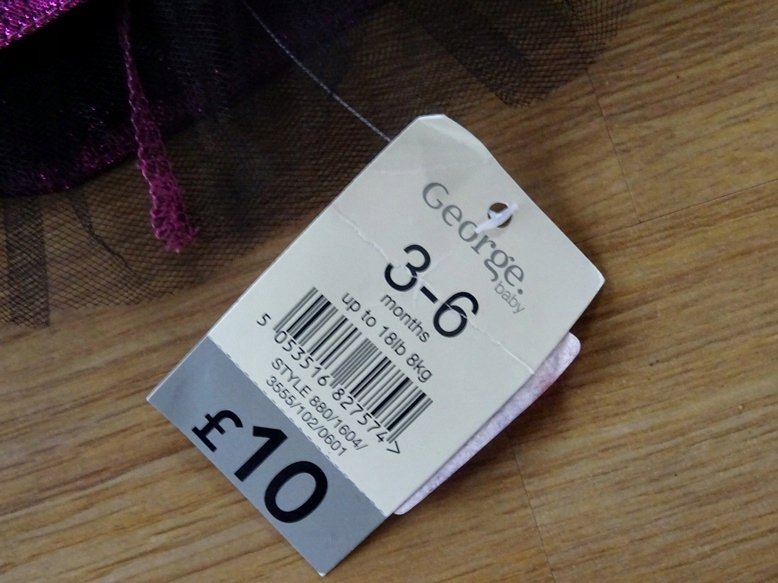 George.
baby
3-6
months
up to 18lb 8kg
5 053516 827574 >
STYLE 880/1604/
3555/102/0601
£10